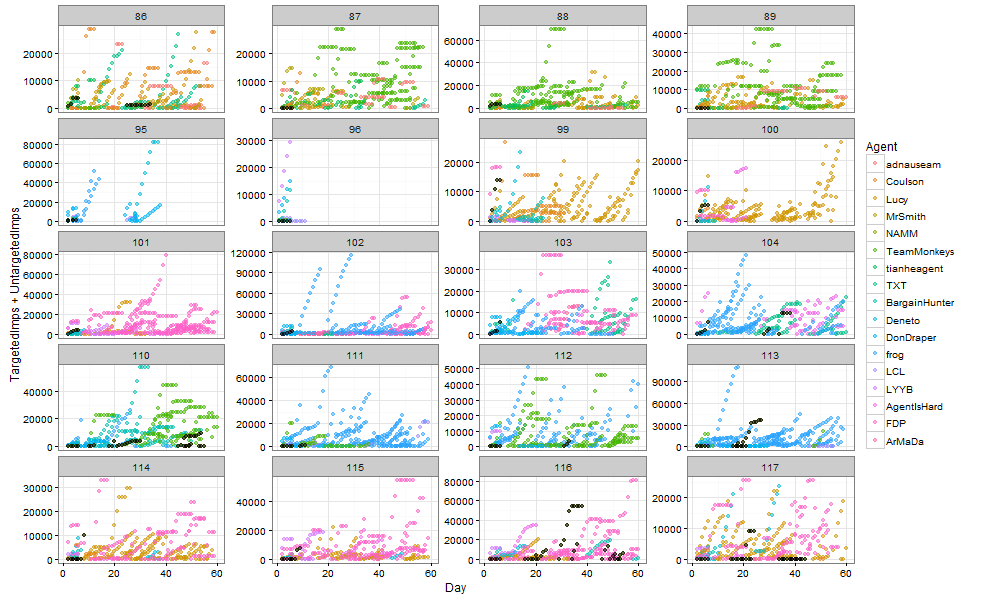 86 87 88 89
20000 10000 0
20000 10000 0
60000 40000 20000 0
40000 30000 20000 10000 0
95 96 99 100
80000 60000 40000 20000 0
30000 20000 10000 0
20000 10000 0
20000 10000 0
101 102 103 104
80000 60000 40000 20000 0
120000 90000 60000 30000 0
30000 20000 10000 0
50000 40000 30000 20000 10000 0
110 111 112 113
40000 20000 0
60000 40000 20000 0
50000 40000 30000 20000 10000 0
90000 60000 30000 0
114 115 116 117
30000 20000 10000 0
40000 20000 0
80000 60000 40000 20000 0
20000 10000 0
0 20 40 60
0 20 40 60
0 20 40 60
0 20 40 60
Day
TargetedImps + UntargetedImps
Agent
adnauseam
Coulson
Lucy
MrSmith
NAMM
TeamMonkeys
tianheagent
TXT
BargainHunter
Deneto
DonDraper
frog
LCL
LYYB
AgentIsHard
FDP
ArMaDa